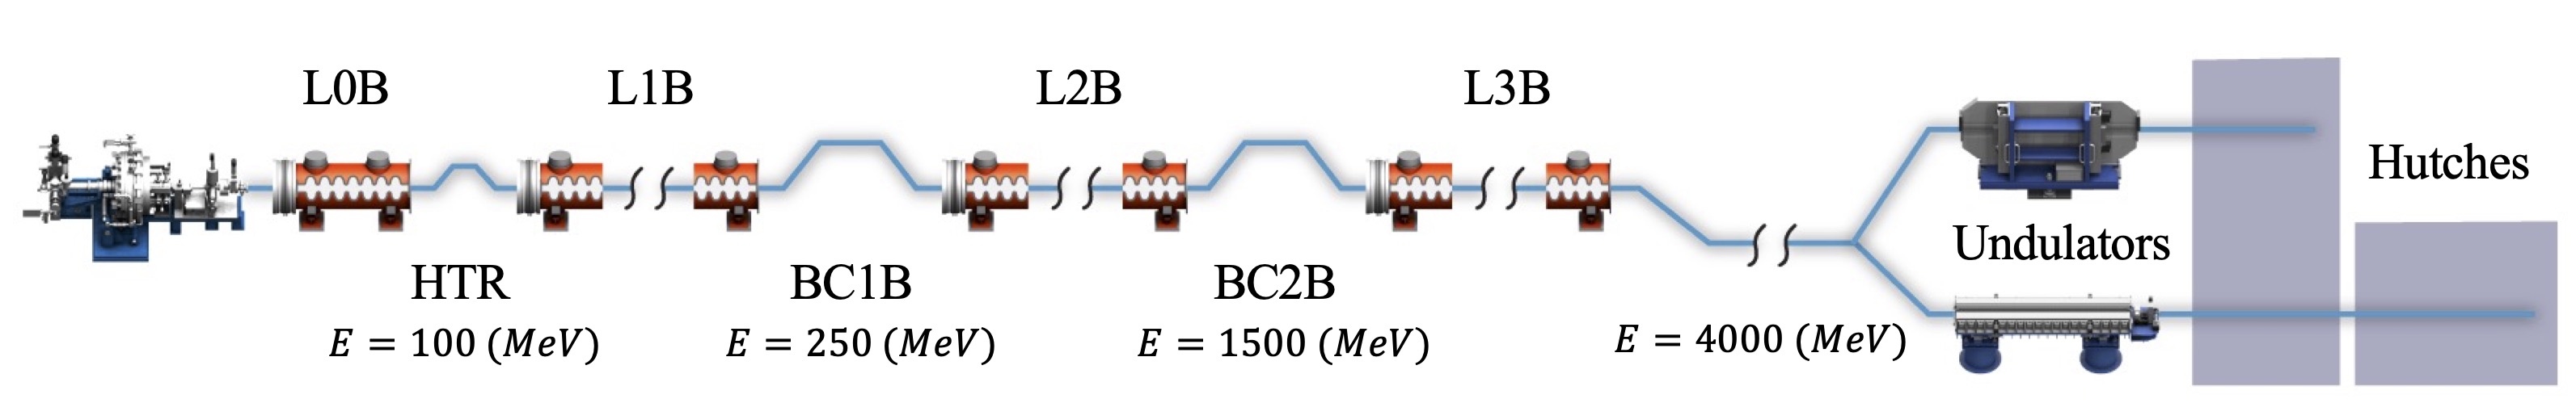 L0B
L1B
L2B
L3B
Hutches
Undulators
HTR
BC1B
BC2B
E = 100 (MeV)
E = 250 (MeV)
E = 1500 (MeV)
E = 4000 (MeV)